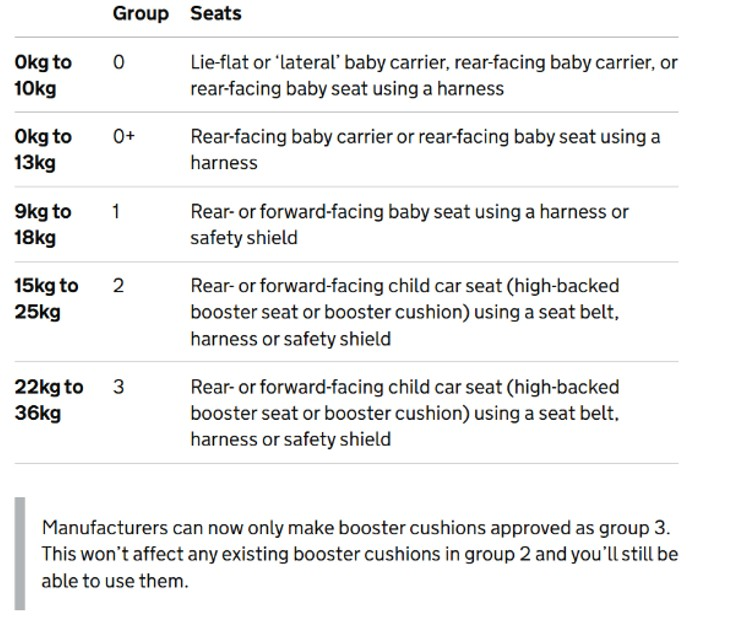 Group Seats
0kg to 0 Lie-flat or ‘lateral’ baby carrier, rear-facing baby carrier, or
10kg rear-facing baby seat using a harness
0kg to 0+ Rear-facing baby carrier or rear-facing baby seat using a
13kg harness
9kg to 1 Rear- or forward-facing baby seat using a harness or
18kg safety shield
15kg to 2 Rear- or forward-facing child car seat (high-backed
25kg booster seat or booster cushion) using a seat belt,
harness or safety shield
22kg to 3 Rear- or forward-facing child car seat (high-backed
36kg booster seat or booster cushion) using a seat belt,
harness or safety shield
Manufacturers can now only make booster cushions approved as group 3.
This won’t affect any existing booster cushions in group 2 and you’ll still be
able to use them.